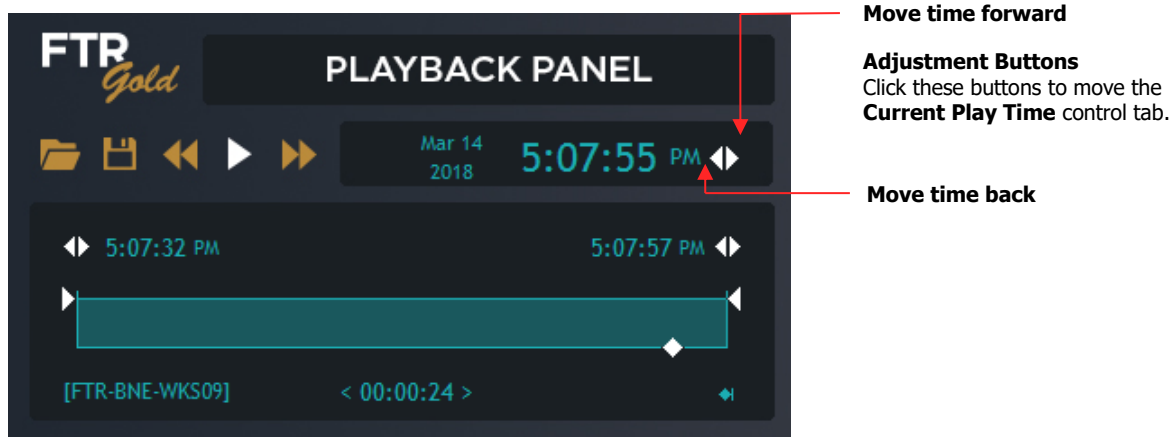 Move time forward
FTR
Gold
PLAYBACK PANEL
Adjustment Buttons
Click these buttons to move the
Current Play Time control tab.
Mar 14
2018
5:07:55 PM
Move time back
5:07:32 PM
5:07:57 PM
[FTR-BNE-WKS09]
< 00:00:24 >